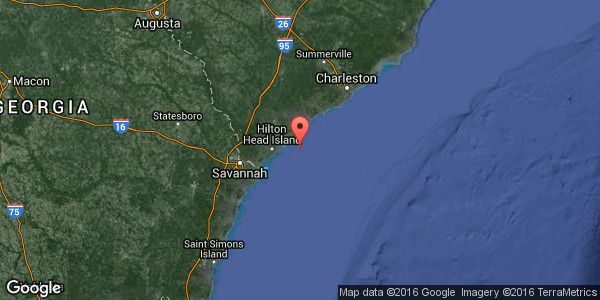 Augusta
26
95
Summerville
Charleston
Macon
GEORGIA
Statesboro
16
Hilton
Head Island
Savannah
75
Saint Simons
Island
Google
Map data ©2016 Google Imagery ©2016 TerraMetrics